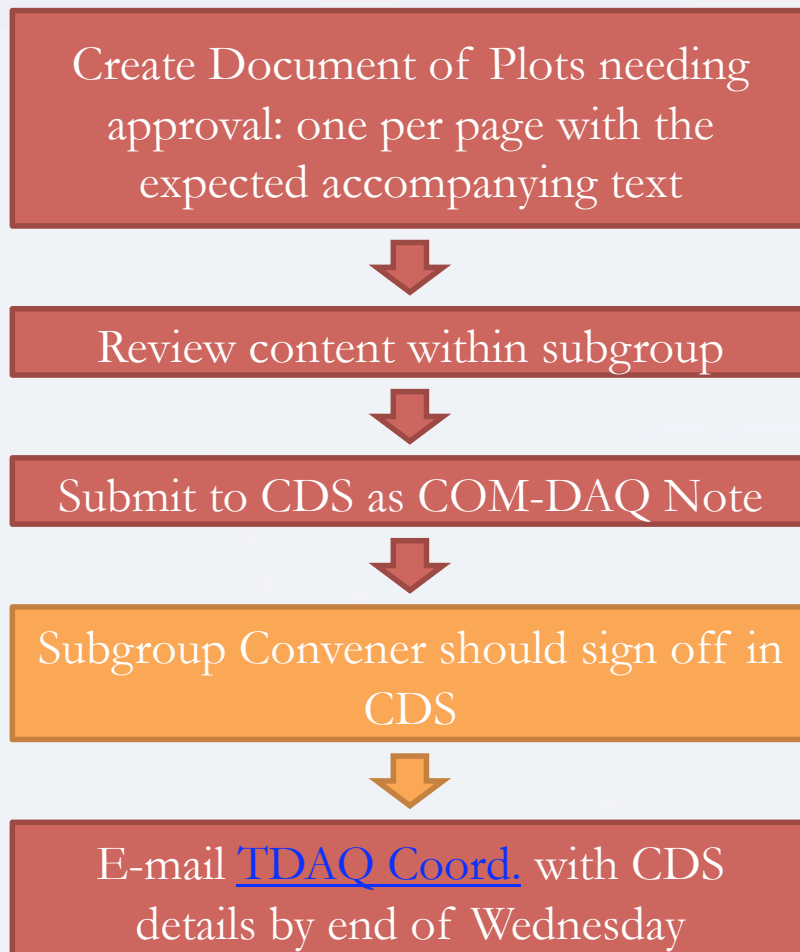 Create Document of Plots needing
approval: one per page with the
expected accompanying text
Review content within subgroup
Submit to CDS as COM-DAQ Note
Subgroup Convener should sign off in
CDS
E-mail TDAQ Coord. with CDS
details by end of Wednesday